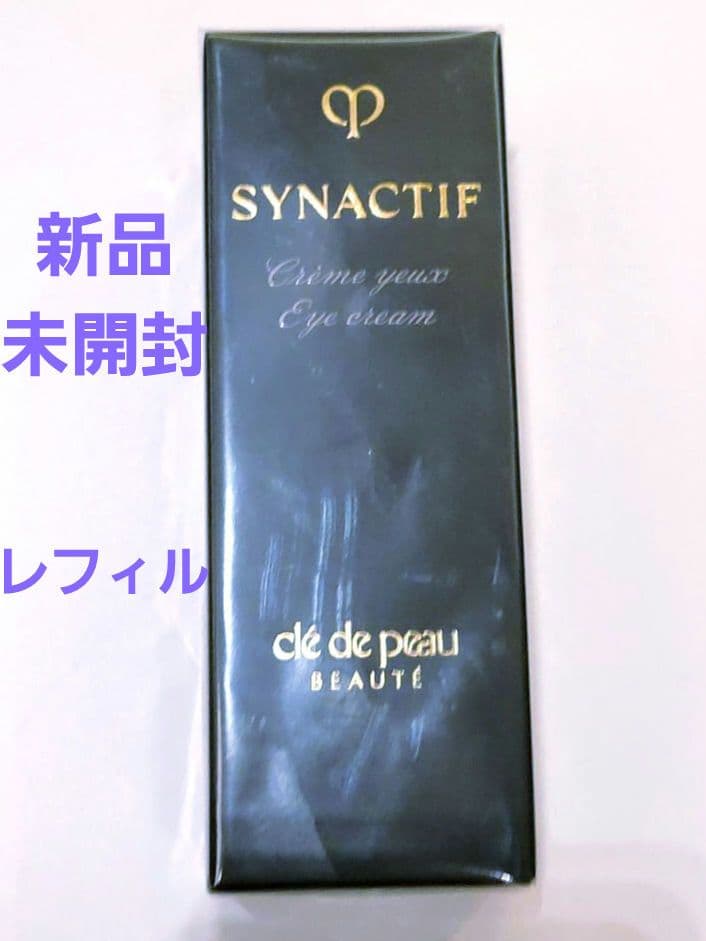 SYNACTIF
Crème yeux
Eye cream
新品
未開封
レフィル
clé de peau
BEAUTÉ